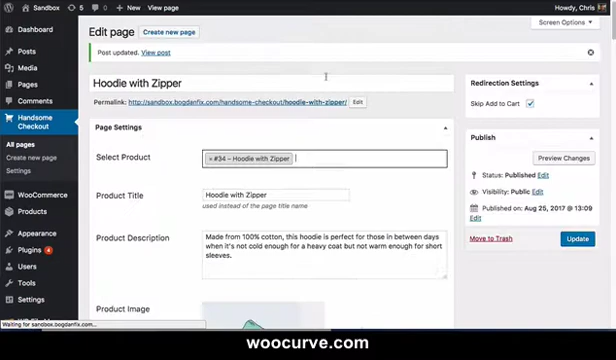 Sandbox 5 0 + New View page Howdy, Chris
Screen Options
Dashboard
Posts
Media
Pages
Comments
Handsome Checkout
All pages
Create new page
Settings
WooCommerce
Products
Appearance
Plugins 4
Users
Tools
Settings
Edit page Create new page
Post updated. View post
Hoodie with Zipper
Permalink: http://sandbox.bogdanfix.com/handsome-checkout/hoodie-with-zipper/ Edit
Page Settings
Select Product
× #34 – Hoodie with Zipper
Product Title
Hoodie with Zipper
used instead of the page title name
Product Description
Made from 100% cotton, this hoodie is perfect for those in between days
when it's not cold enough for a heavy coat but not warm enough for short
sleeves.
Product Image
Redirection Settings
Skip Add to Cart
Publish
Preview Changes
Status: Published Edit
Visibility: Public Edit
Published on: Aug 25, 2017 @ 13:09
Edit
Move to Trash Update
Waiting for sandbox.bogdanfix.com...
woocurve.com